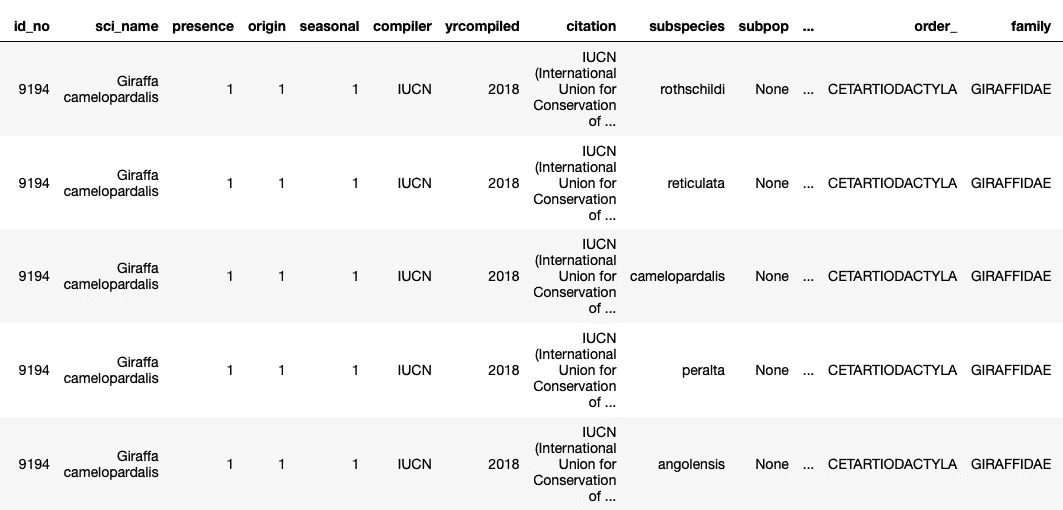 id_no sci_name presence origin seasonal compiler yrcompiled citation subspecies subpop ... order_ family
9194 Giraffa camelopardalis 1 1 1 IUCN 2018 IUCN (International Union for Conservation of ... rothschildi None ... CETARTIODACTYLA GIRAFFIDAE
9194 Giraffa camelopardalis 1 1 1 IUCN 2018 IUCN (International Union for Conservation of ... reticulata None ... CETARTIODACTYLA GIRAFFIDAE
9194 Giraffa camelopardalis 1 1 1 IUCN 2018 IUCN (International Union for Conservation of ... camelopardalis None ... CETARTIODACTYLA GIRAFFIDAE
9194 Giraffa camelopardalis 1 1 1 IUCN 2018 IUCN (International Union for Conservation of ... peralta None ... CETARTIODACTYLA GIRAFFIDAE
9194 Giraffa camelopardalis 1 1 1 IUCN 2018 IUCN (International Union for Conservation of ... angolensis None ... CETARTIODACTYLA GIRAFFIDAE